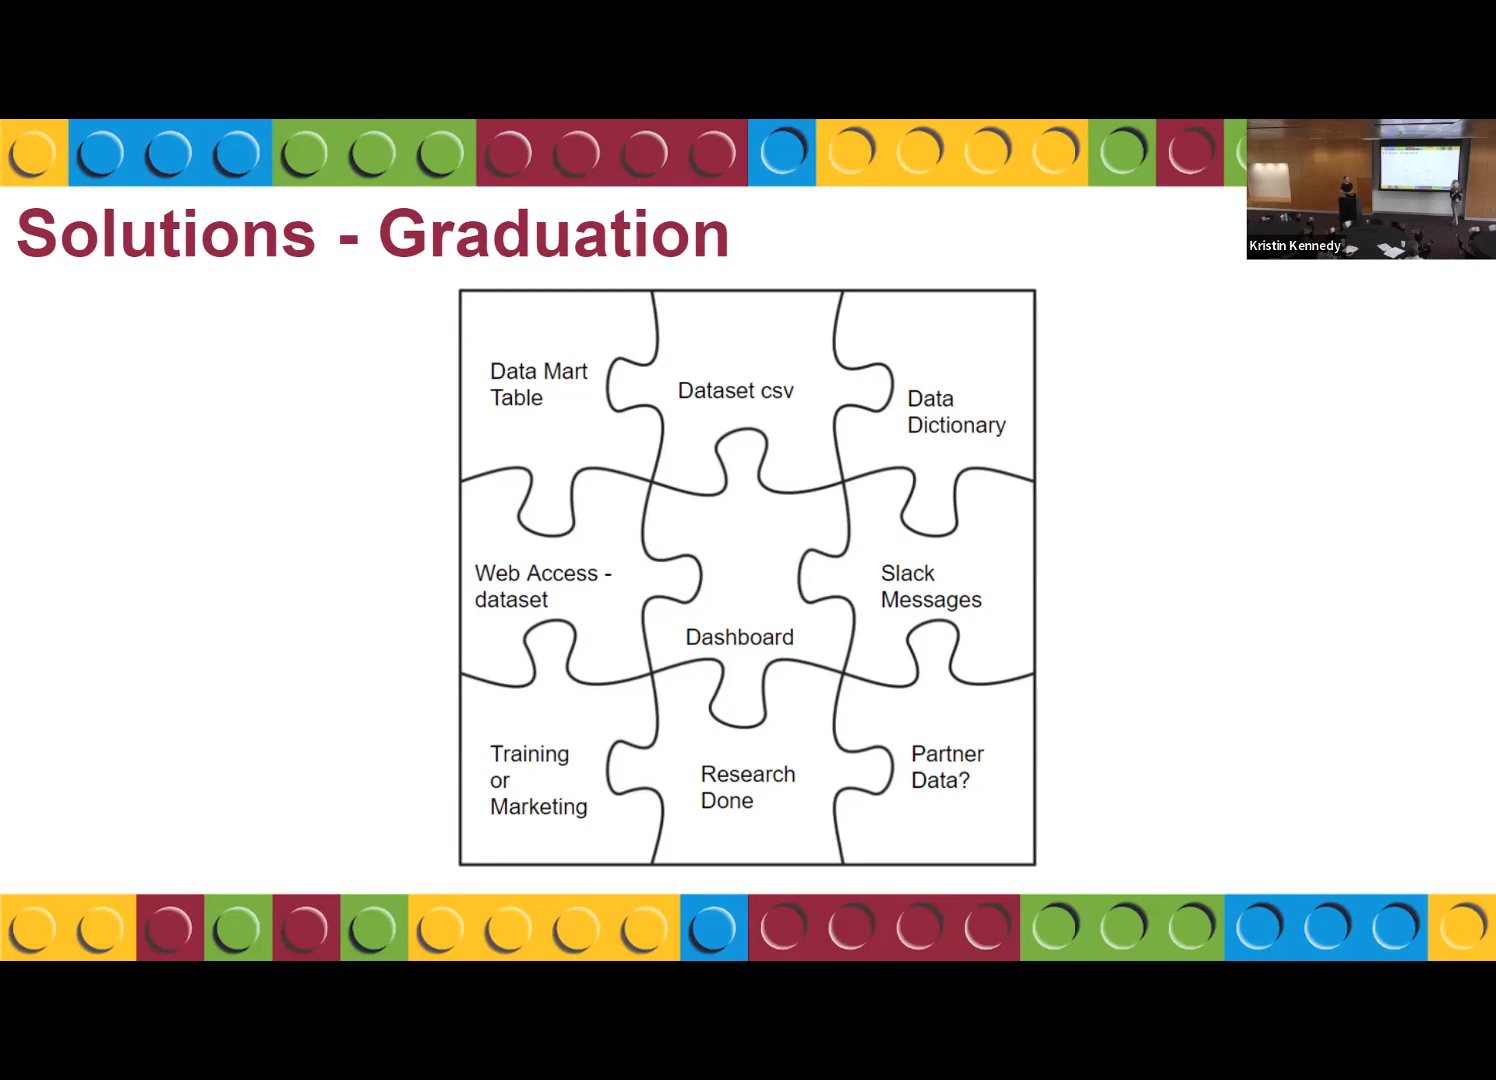 Solutions - Graduation
Kristin Kennedy
Data Mart
Table
Dataset csv
Data
Dictionary
Web Access -
dataset
Dashboard
Slack
Messages
Training
or
Marketing
Research
Done
Partner
Data?